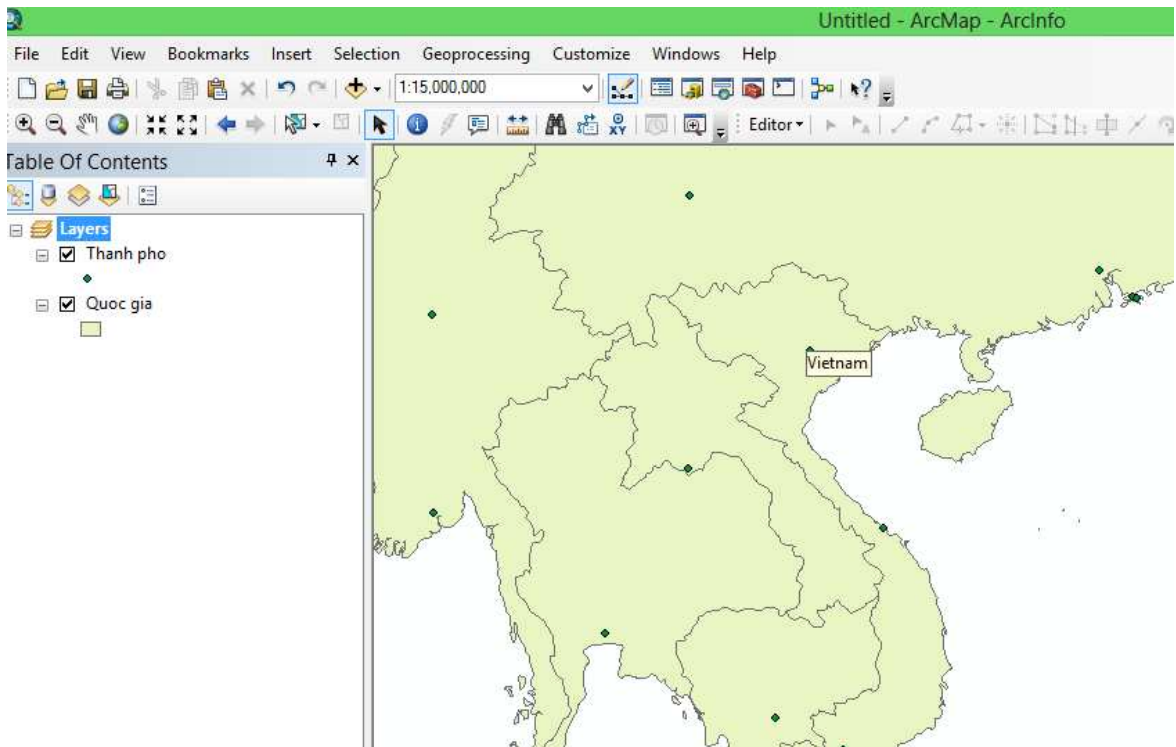 Untitled - ArcMap - ArcInfo
File Edit View Bookmarks Insert Selection Geoprocessing Customize Windows Help
1:15,000,000
XY
Editor
Table Of Contents
Layers
Thanh pho
Quoc gia
Vietnam